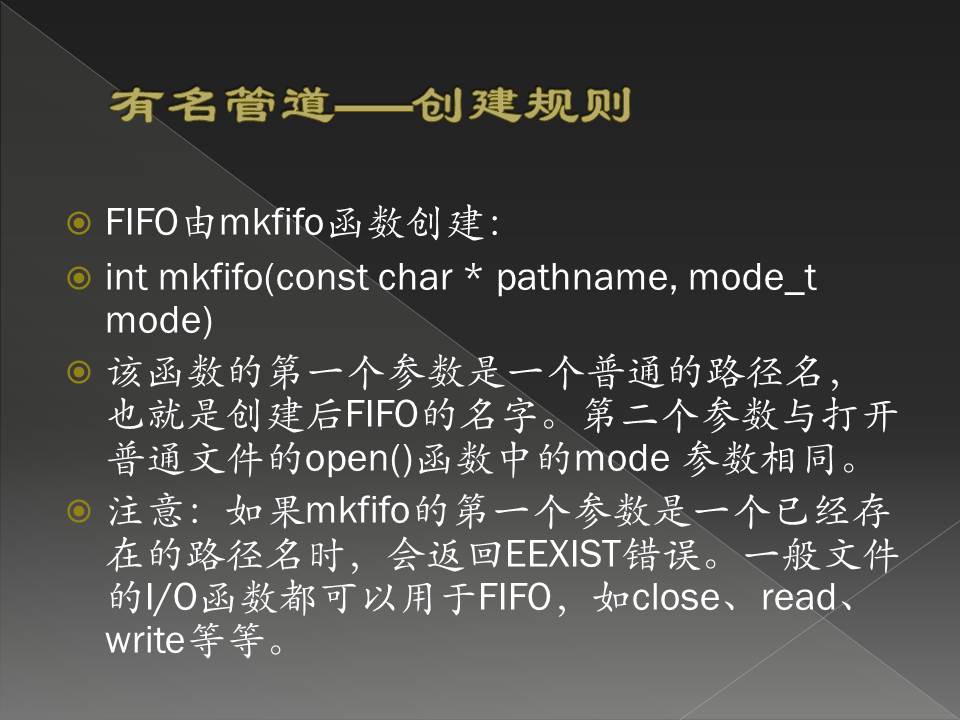 有名管道——创建规则
FIFO由mkfifo函数创建：
int mkfifo(const char * pathname, mode_t
mode)
该函数的第一个参数是一个普通的路径名，
也就是创建后FIFO的名字。第二个参数与打开
普通文件的open()函数中的mode 参数相同。
注意：如果mkfifo的第一个参数是一个已经存
在的路径名时，会返回EEXIST错误。一般文件
的I/O函数都可以用于FIFO，如close、read、
write等等。